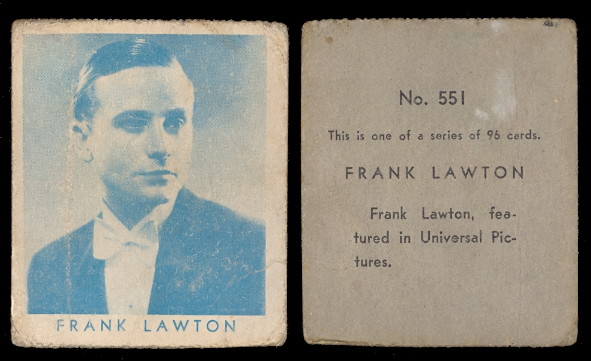 FRANK LAWTON
No. 551
This is one of a series of 96 cards.
FRANK LAWTON
Frank Lawton, fea-
tured in Universal Pic-
tures.